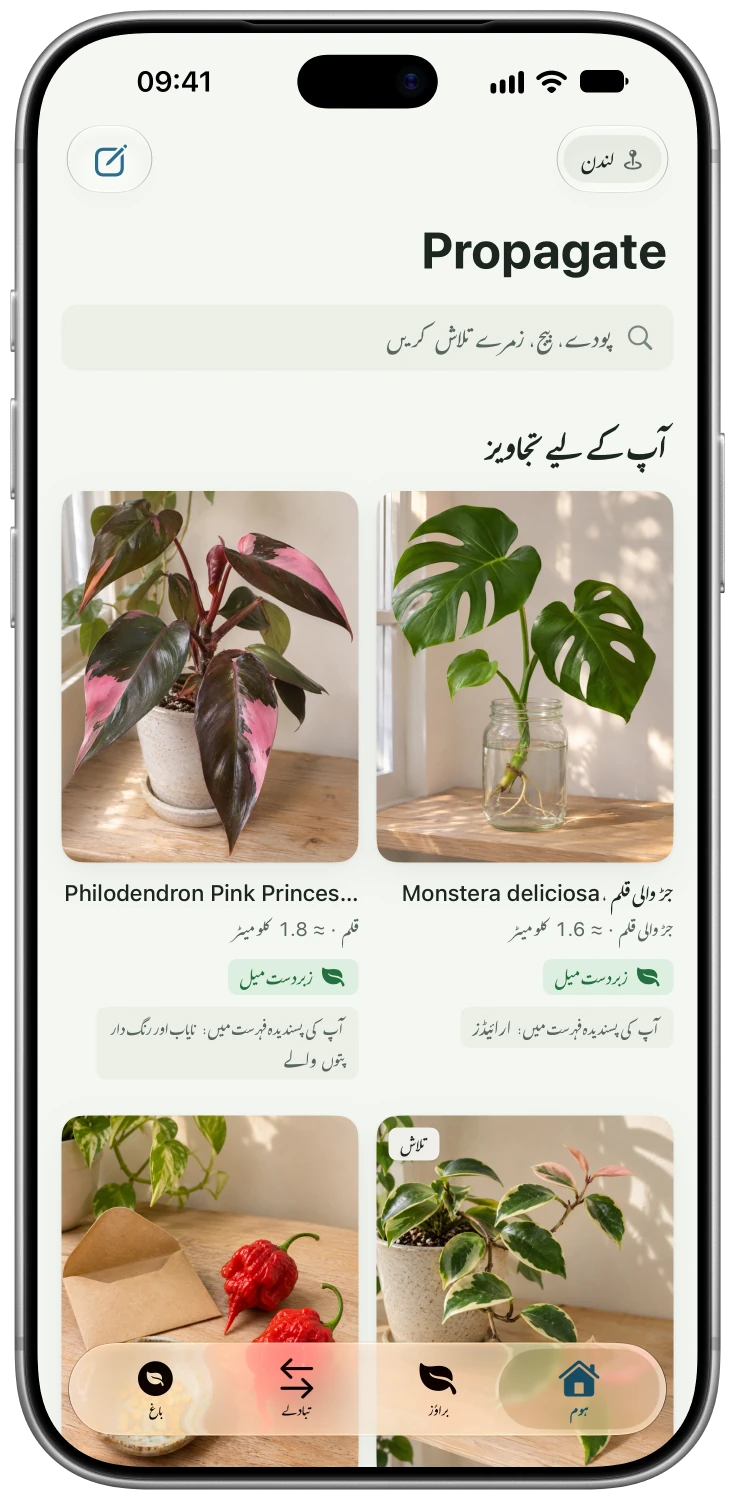 09:41
لندن
Propagate
پودے، بیج، زمرے تلاش کریں
آپ کے لیے تجاویز
Monstera deliciosa، جڑ والی قلم
جڑ والی قلم · ≈ 1.6 کلومیٹر
زبردست میل
آپ کی پسندیدہ فہرست میں: ارائیڈز
Philodendron Pink Princes...
قلم · ≈ 1.8 کلومیٹر
زبردست میل
آپ کی پسندیدہ فہرست میں: نایاب اور رنگ دار
پتوں والے
تلاش
ہوم
براؤز
تبادلے
باغ